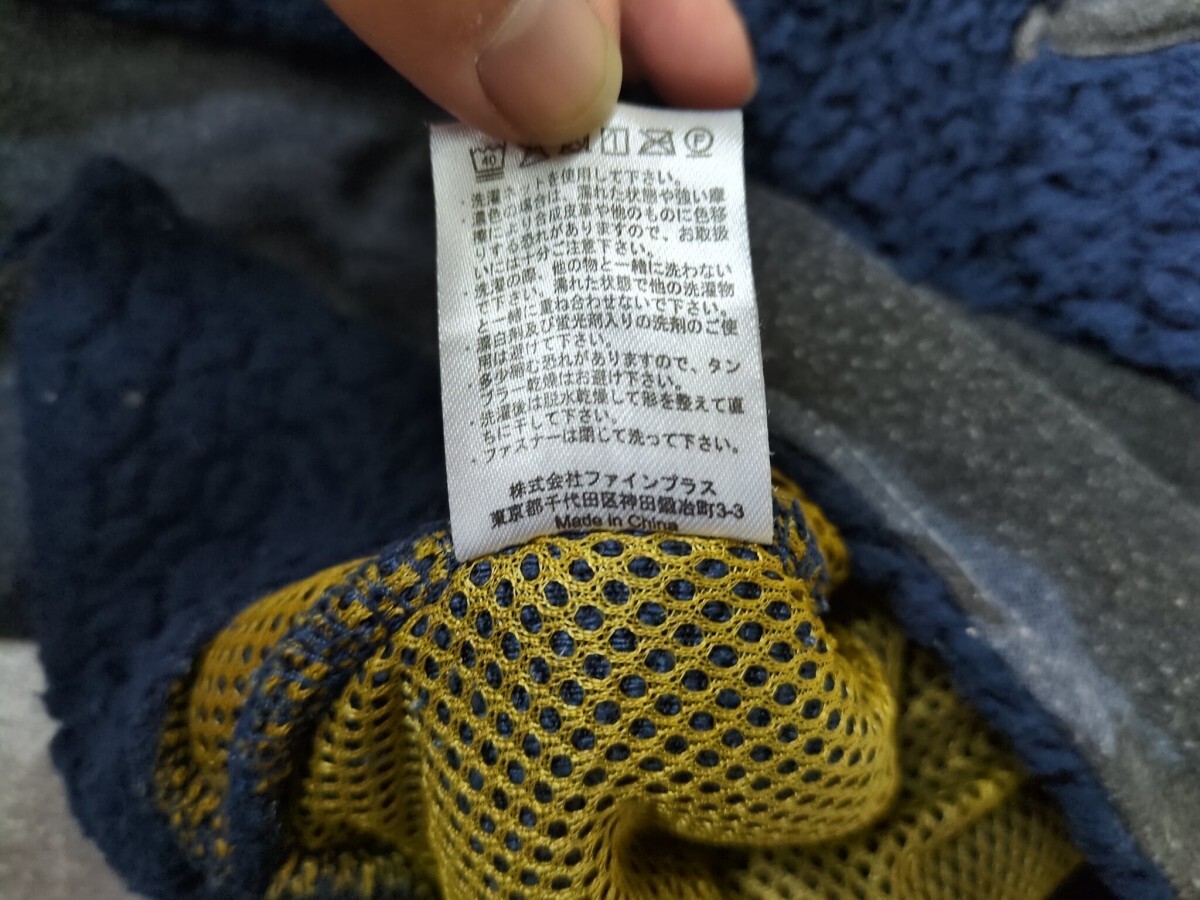 40 F
・洗濯ネットを使用して下さい。
・濃色の場合は、濡れた状態や強い摩
擦により合成皮革や他のものに色移
りする恐れがありますので、お取扱
いには十分ご注意下さい。
・洗濯の際、他の物と一緒に洗わない
で下さい。濡れた状態で他の洗濯物
と一緒に重ね合わせないで下さい。
・蛋白剤及び蛍光剤入りの洗剤のご使
用は避けて下さい。
・多少縮む恐れがありますので、タン
ブラー乾燥はお避け下さい。
・洗濯後は脱水乾燥して形を整えて直
ちに干して下さい。
・ファスナーは閉じて洗って下さい。
株式会社ファインプラス
東京都千代田区神田鍛冶町3-3
Made in China